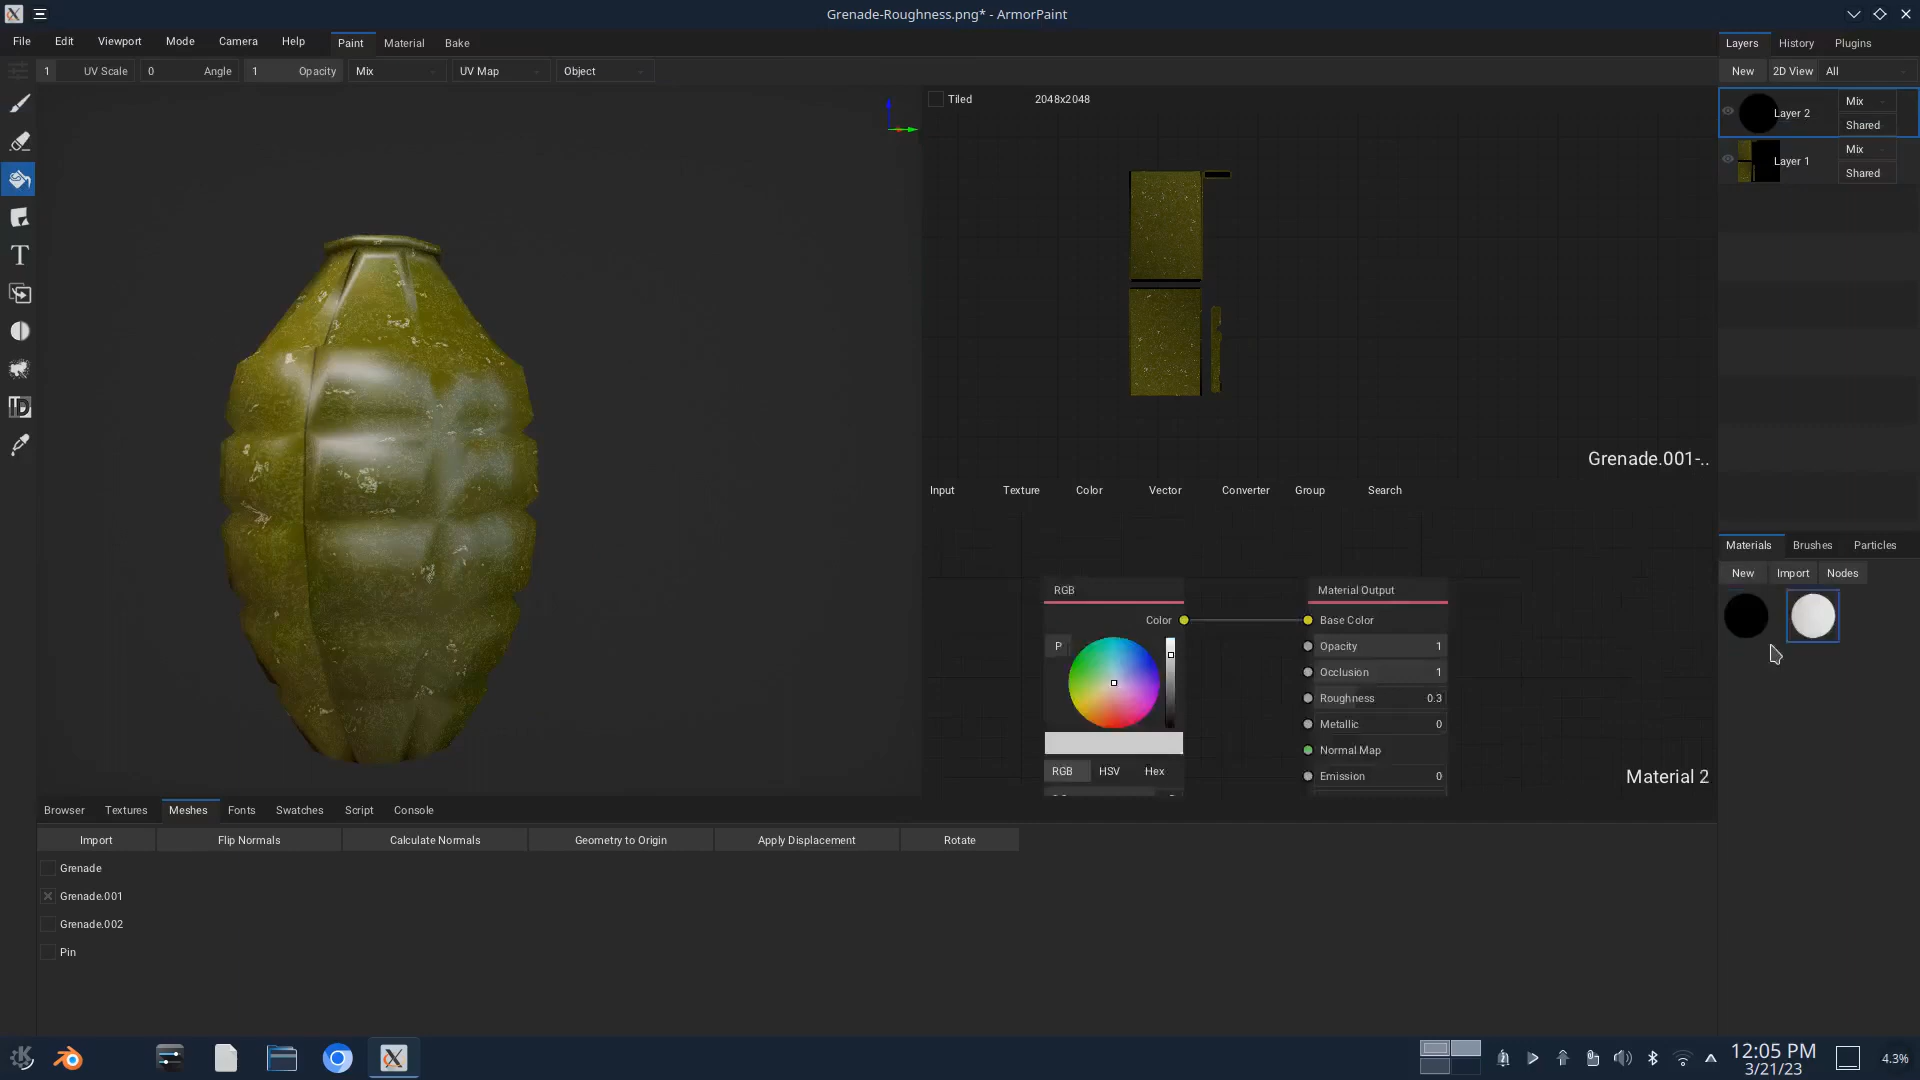 Grenade-Roughness.png* - ArmorPaint
File Edit Viewport Mode Camera Help Paint Material Bake
Layers History Plugins
1 UV Scale 0 Angle 1 Opacity Mix UV Map Object
New 2D View All
Tiled 2048x2048
Layer 2 Mix
Shared
Layer 1 Mix
Shared
Grenade.001-..
Input Texture Color Vector Converter Group Search
Materials Brushes Particles
New Import Nodes
RGB
Color
P
RGB HSV Hex
Material Output
Base Color
Opacity 1
Occlusion 1
Roughness 0.3
Metallic 0
Normal Map
Emission 0
Material 2
Browser Textures Meshes Fonts Swatches Script Console
Import Flip Normals Calculate Normals Geometry to Origin Apply Displacement Rotate
Grenade
Grenade.001
Grenade.002
Pin
12:05 PM
3/21/23
4.3%